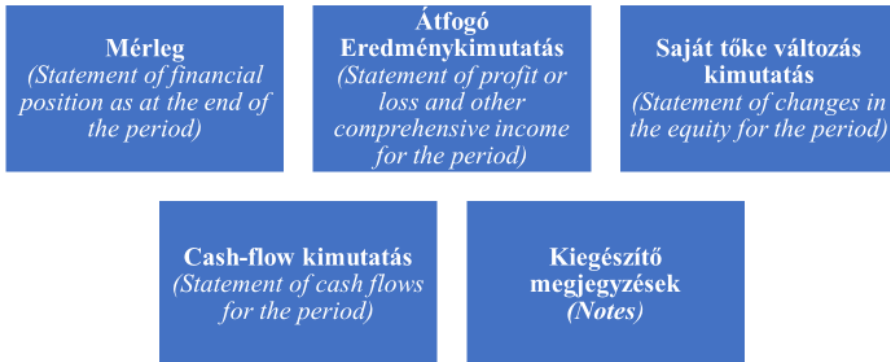 Mérleg
(Statement of financial
position as at the end of
the period)
Átfogó
Eredménykimutatás
(Statement of profit or
loss and other
comprehensive income
for the period)
Saját tőke változás
kimutatás
(Statement of changes in
the equity for the period)
Cash-flow kimutatás
(Statement of cash flows
for the period)
Kiegészítő
megjegyzések
(Notes)